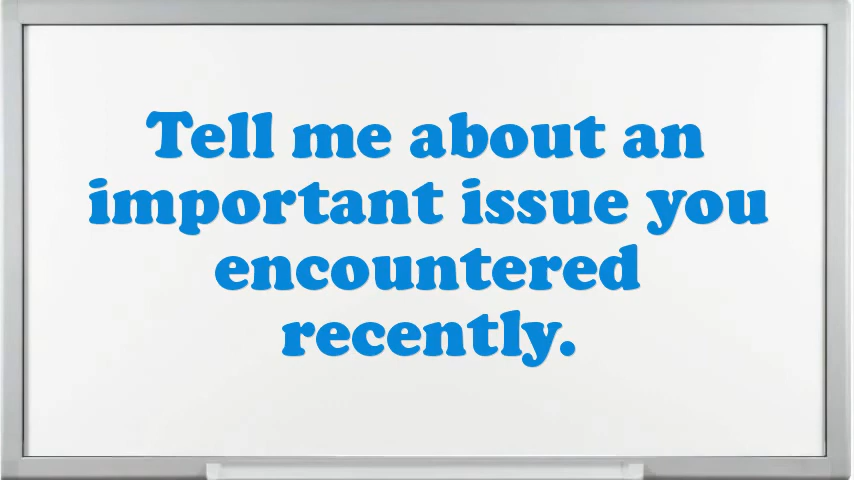 Tell me about an
important issue you
encountered
recently.